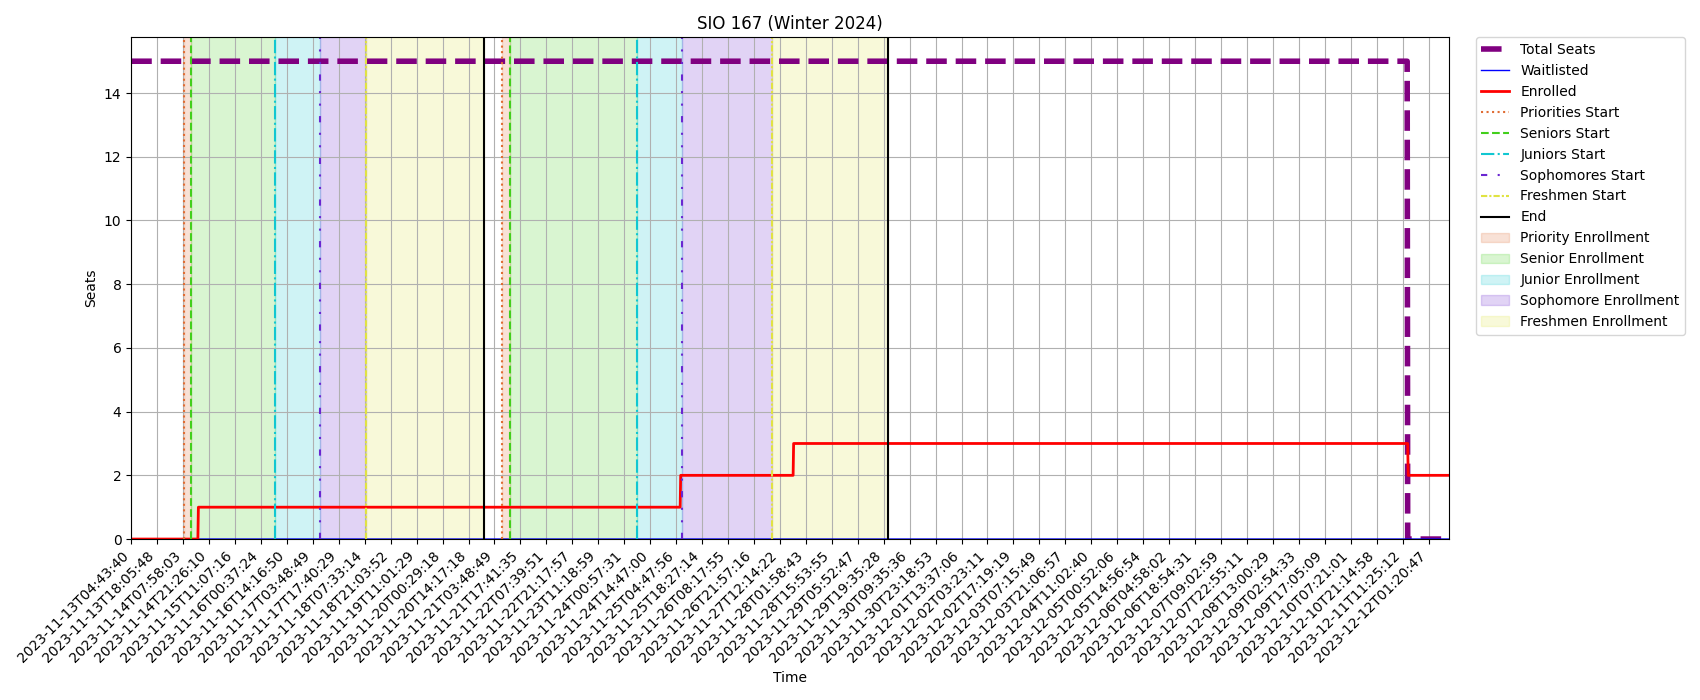 SIO 167 (Winter 2024)
Total Seats
Waitlisted
Enrolled
Priorities Start
Seniors Start
Juniors Start
Sophomores Start
Freshmen Start
End
Priority Enrollment
Senior Enrollment
Junior Enrollment
Sophomore Enrollment
Freshmen Enrollment
Seats
14
12
10
8
6
4
2
0
2023-11-13T04:43:40
2023-11-13T18:05:48
2023-11-14T07:58:03
2023-11-14T21:26:10
2023-11-15T11:07:16
2023-11-16T00:37:24
2023-11-16T14:16:50
2023-11-17T03:48:49
2023-11-17T17:40:29
2023-11-18T07:33:14
2023-11-18T21:03:52
2023-11-19T11:01:29
2023-11-20T00:29:18
2023-11-20T14:17:18
2023-11-21T03:48:49
2023-11-21T17:41:35
2023-11-22T07:39:51
2023-11-22T21:17:57
2023-11-23T11:18:59
2023-11-24T00:57:31
2023-11-24T14:47:00
2023-11-25T04:47:56
2023-11-25T18:27:14
2023-11-26T08:17:55
2023-11-26T21:57:16
2023-11-27T12:14:22
2023-11-28T01:58:43
2023-11-28T15:53:55
2023-11-29T05:52:47
2023-11-29T19:35:28
2023-11-30T09:35:36
2023-11-30T23:18:53
2023-12-01T13:37:06
2023-12-02T03:23:11
2023-12-02T17:19:19
2023-12-03T07:15:49
2023-12-03T21:06:57
2023-12-04T11:02:40
2023-12-05T00:52:06
2023-12-05T14:56:54
2023-12-06T04:58:02
2023-12-06T18:54:31
2023-12-07T09:02:59
2023-12-07T22:55:11
2023-12-08T13:00:29
2023-12-09T02:54:33
2023-12-09T17:05:09
2023-12-10T07:21:01
2023-12-10T21:14:58
2023-12-11T11:25:12
2023-12-12T01:20:47
Time